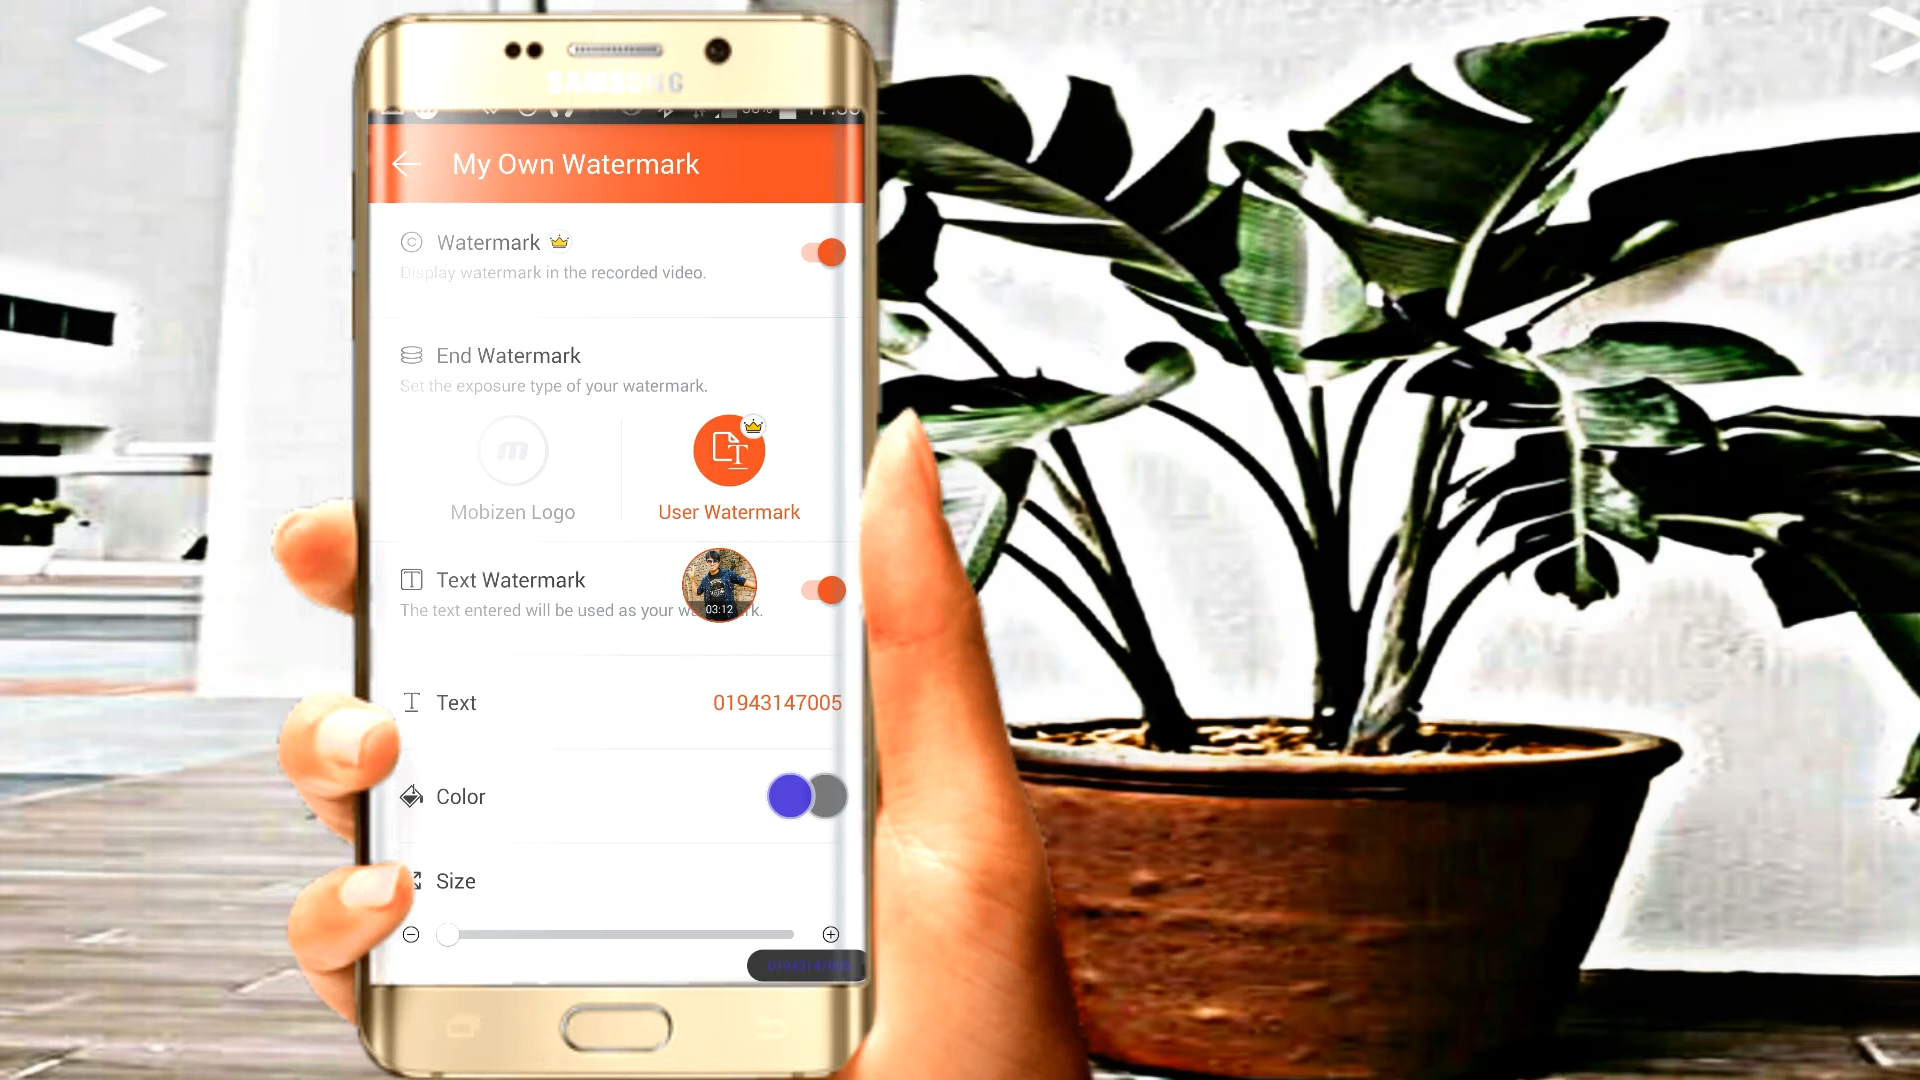 SAMSUNG
My Own Watermark
Watermark
Display watermark in the recorded video.
End Watermark
Set the exposure type of your watermark.
Mobizen Logo
User Watermark
Text Watermark
03:12
The text entered will be used as your
Text
01943147005
Color
Size
01943147005